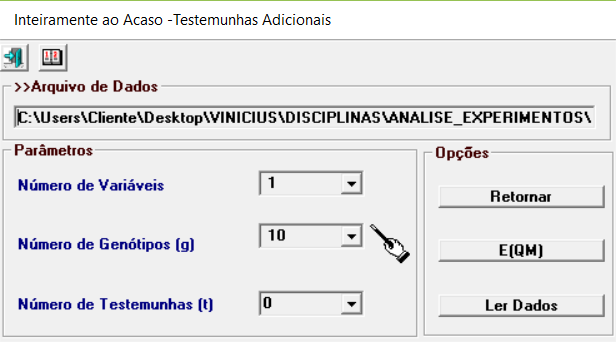 Inteiramente ao Acaso -Testemunhas Adicionais
>>Arquivo de Dados
C:\Users\Cliente\Desktop\VINICIUS\DISCIPLINAS\ANALISE_EXPERIMENTOS\
Parâmetros
Número de Variáveis
1
Número de Genótipos (g)
10
Número de Testemunhas (t)
0
Opções
Retornar
E(QM)
Ler Dados